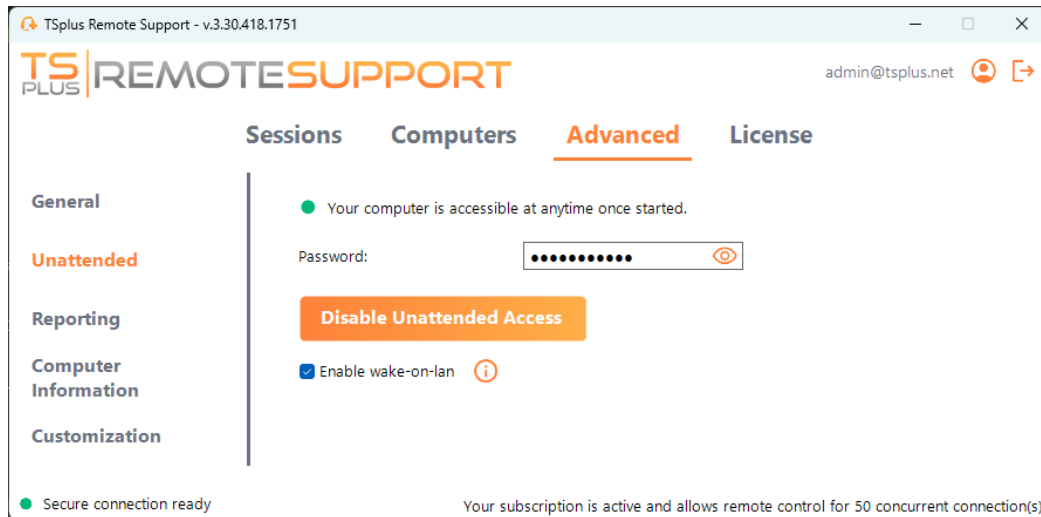 TSplus Remote Support - v.3.30.418.1751
TS PLUS REMOTESUPPORT
admin@tsplus.net
Sessions Computers Advanced License
General
Unattended
Reporting
Computer
Information
Customization
Your computer is accessible at anytime once started.
Password: •••••••••••
Disable Unattended Access
Enable wake-on-lan
Secure connection ready
Your subscription is active and allows remote control for 50 concurrent connection(s)